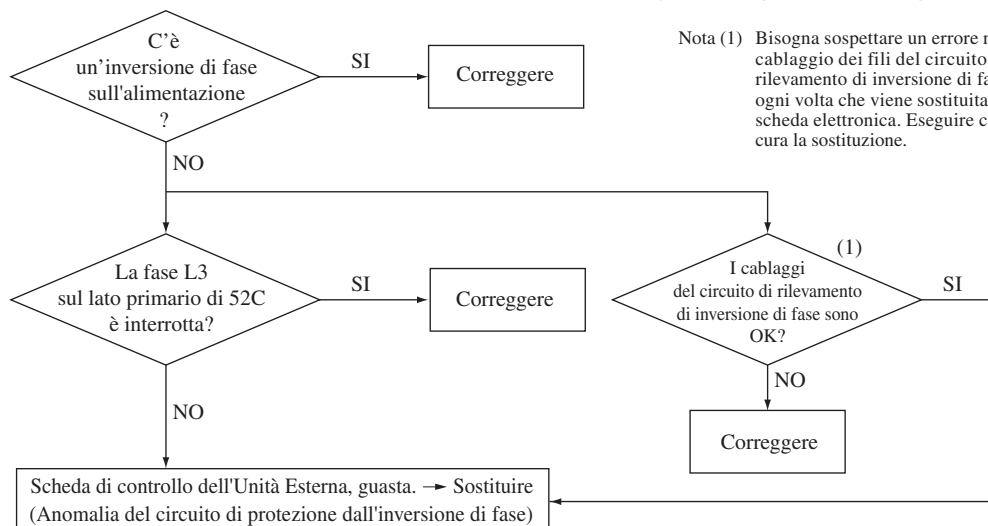 C'è
un'inversione di fase
sull'alimentazione
?
SI
Correggere
Nota (1) Bisogna sospettare un errore
cablaggio dei fili del circuito
rilevamento di inversione di
ogni volta che viene sostituita
scheda elettronica. Eseguire
cura la sostituzione.
NO
La fase L3
sul lato primario di 52C
è interrotta?
SI
Correggere
(1)
I cablaggi
del circuito di rilevamento
di inversione di fase sono
OK?
SI
NO
NO
Correggere
Scheda di controllo dell'Unità Esterna, guasta. → Sostituire
(Anomalia del circuito di protezione dall'inversione di fase)